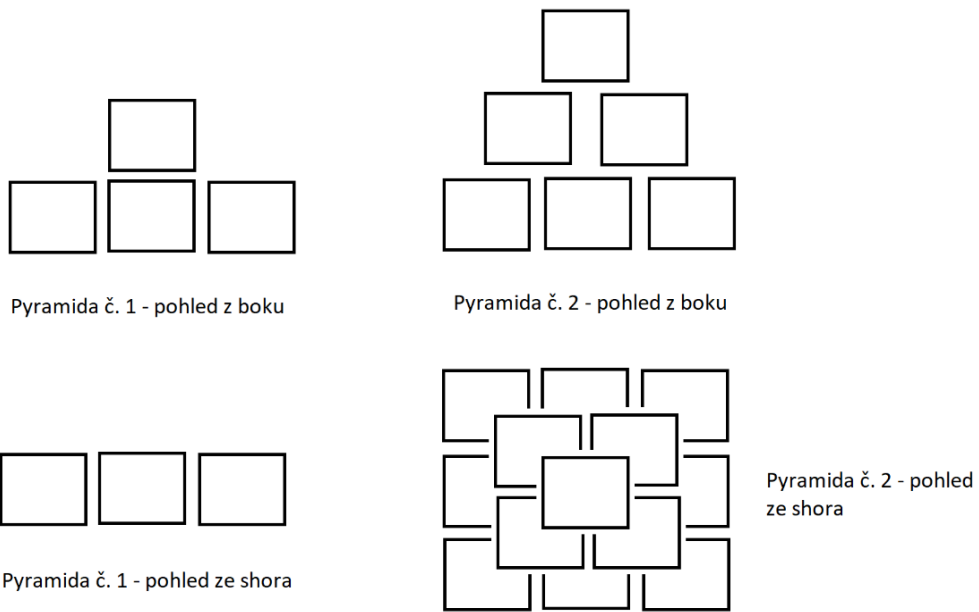 Pyramida č. 1 - pohled z boku
Pyramida č. 2 - pohled z boku
Pyramida č. 2 - pohled
ze shora
Pyramida č. 1 - pohled ze shora